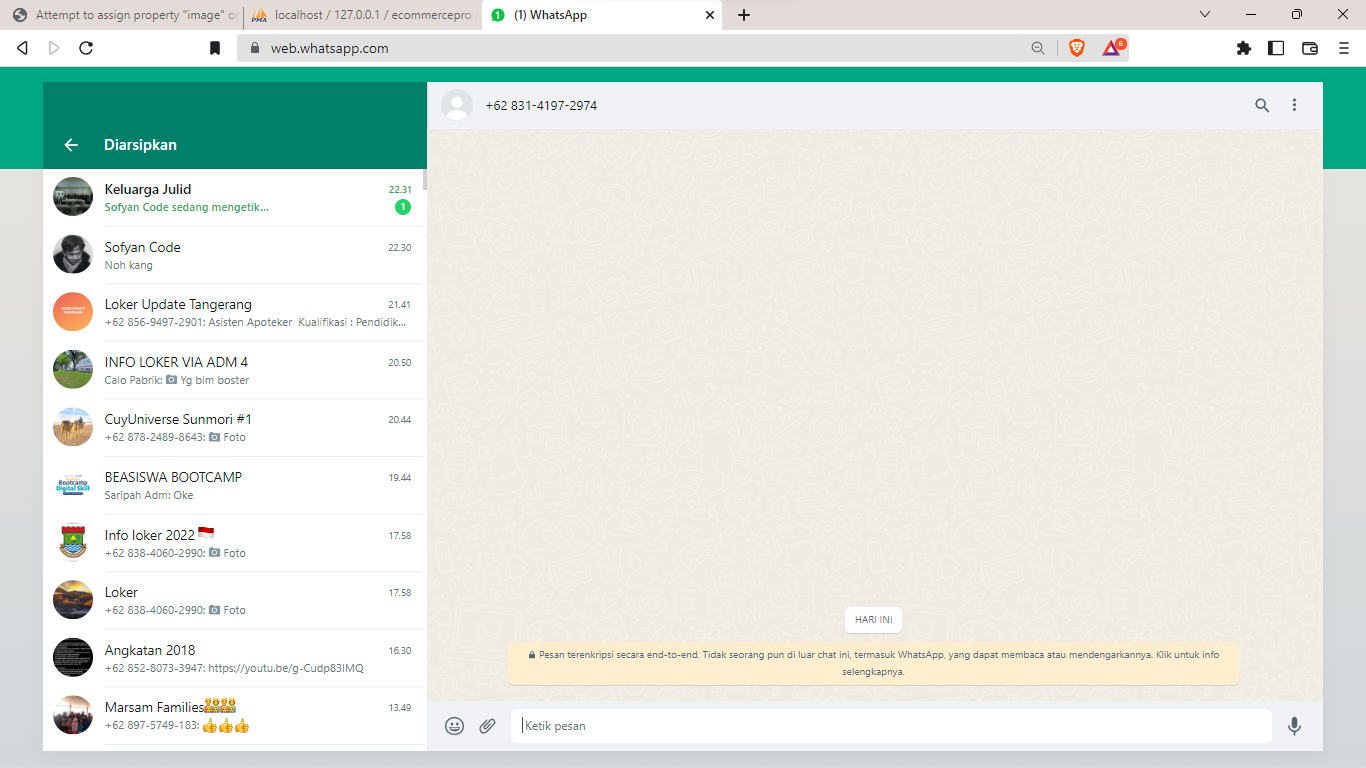 Attempt to assign property "image" o
localhost / 127.0.0.1 / ecommercepro
(1) WhatsApp
web.whatsapp.com
6
Diarsipkan
Keluarga Julid
22.31
Sofyan Code sedang mengetik...
1
Sofyan Code
22.30
Noh kang
Loker Update Tangerang
21.41
+62 856-9497-2901: Asisten Apoteker Kualifikasi : Pendidik...
INFO LOKER VIA ADM 4
20.50
Calo Pabrik: Yg blm boster
CuyUniverse Sunmori #1
20.44
+62 878-2489-8643: Foto
BEASISWA BOOTCAMP
19.44
Saripah Adm: Oke
Bootcamp
Digital Skill
Info loker 2022 🇮🇩
17.58
+62 838-4060-2990: Foto
Loker
17.58
+62 838-4060-2990: Foto
Angkatan 2018
16.30
+62 852-8073-3947: https://youtu.be/g-Cudp83IMQ
Marsam Families
13.49
+62 897-5749-183: 👍👍👍
+62 831-4197-2974
HARI INI
Pesan terenkripsi secara end-to-end. Tidak seorang pun di luar chat ini, termasuk WhatsApp, yang dapat membaca atau mendengarkannya. Klik untuk info
selengkapnya.
Ketik pesan